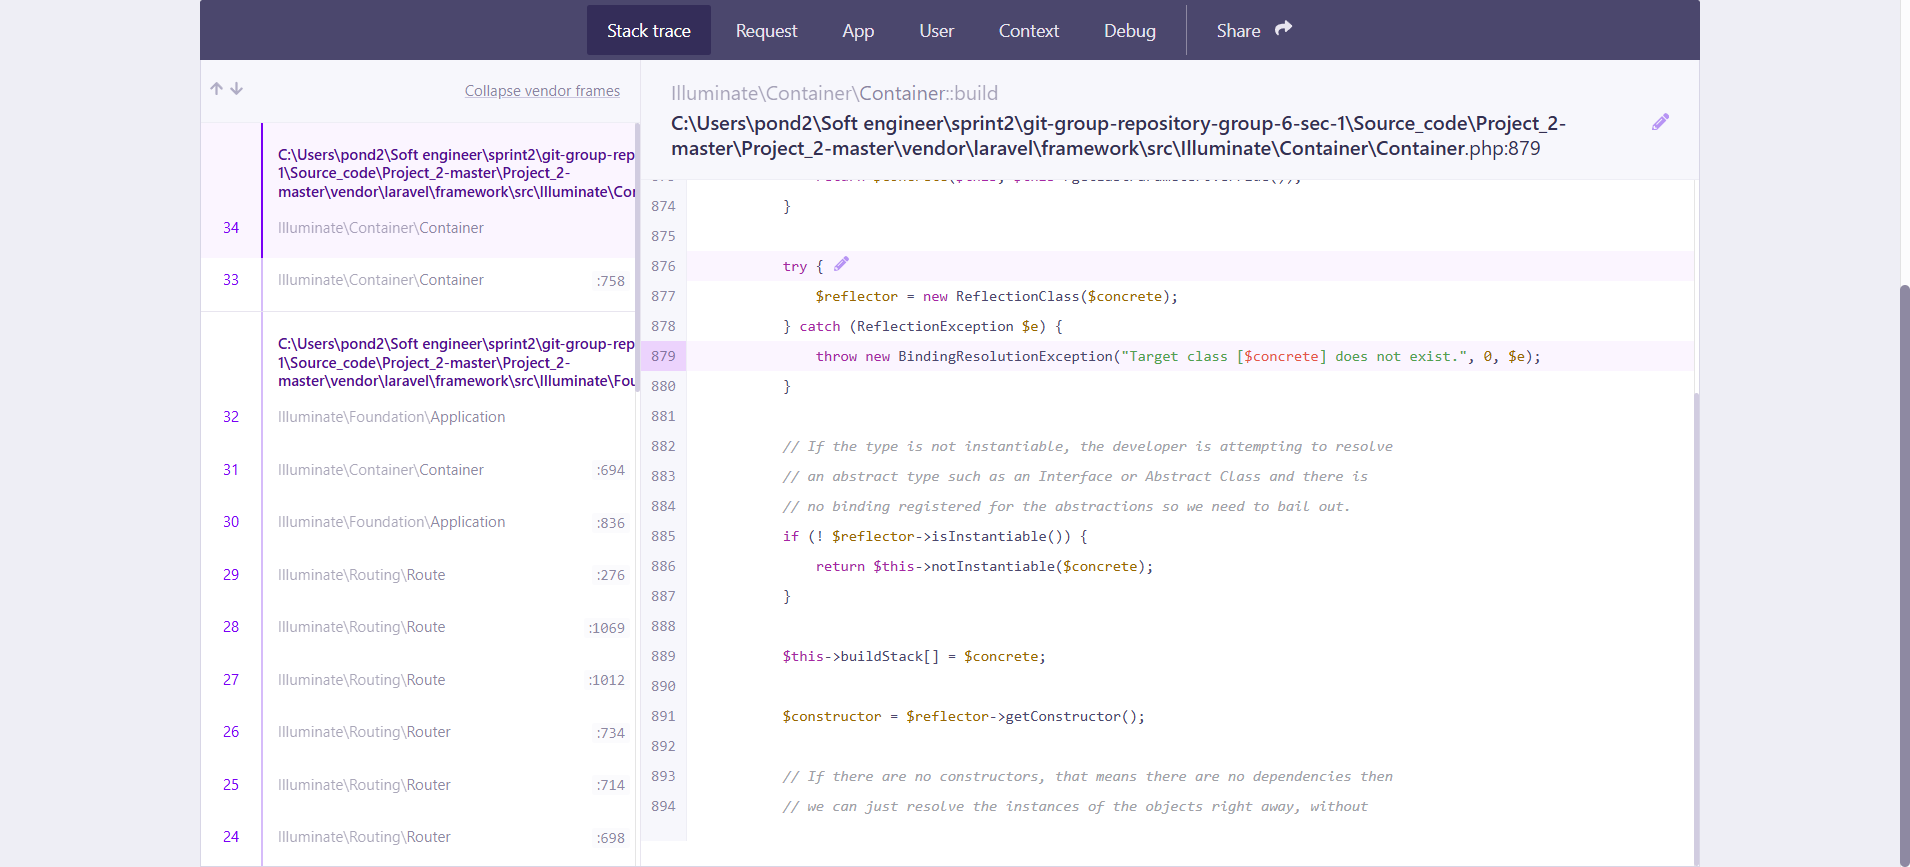 Stack trace Request App User Context Debug Share
Collapse vendor frames
C:\Users\pond2\Soft engineer\sprint2\git-group-rep
1\Source_code\Project_2-master\Project_2-
master\vendor\laravel\framework\src\Illuminate\Con
34 Illuminate\Container\Container
33 Illuminate\Container\Container :758
C:\Users\pond2\Soft engineer\sprint2\git-group-rep
1\Source_code\Project_2-master\Project_2-
master\vendor\laravel\framework\src\Illuminate\Fou
32 Illuminate\Foundation\Application
31 Illuminate\Container\Container :694
30 Illuminate\Foundation\Application :836
29 Illuminate\Routing\Route :276
28 Illuminate\Routing\Route :1069
27 Illuminate\Routing\Route :1012
26 Illuminate\Routing\Router :734
25 Illuminate\Routing\Router :714
24 Illuminate\Routing\Router :698
Illuminate\Container\Container::build
C:\Users\pond2\Soft engineer\sprint2\git-group-repository-group-6-sec-1\Source_code\Project_2-
master\Project_2-master\vendor\laravel\framework\src\Illuminate\Container\Container.php:879
874 }
875
876 try {
877 $reflector = new ReflectionClass($concrete);
878 } catch (ReflectionException $e) {
879 throw new BindingResolutionException("Target class [$concrete] does not exist.", 0, $e);
880 }
881
882 // If the type is not instantiable, the developer is attempting to resolve
883 // an abstract type such as an Interface or Abstract Class and there is
884 // no binding registered for the abstractions so we need to bail out.
885 if (! $reflector->isInstantiable()) {
886 return $this->notInstantiable($concrete);
887 }
888
889 $this->buildStack[] = $concrete;
890
891 $constructor = $reflector->getConstructor();
892
893 // If there are no constructors, that means there are no dependencies then
894 // we can just resolve the instances of the objects right away, without